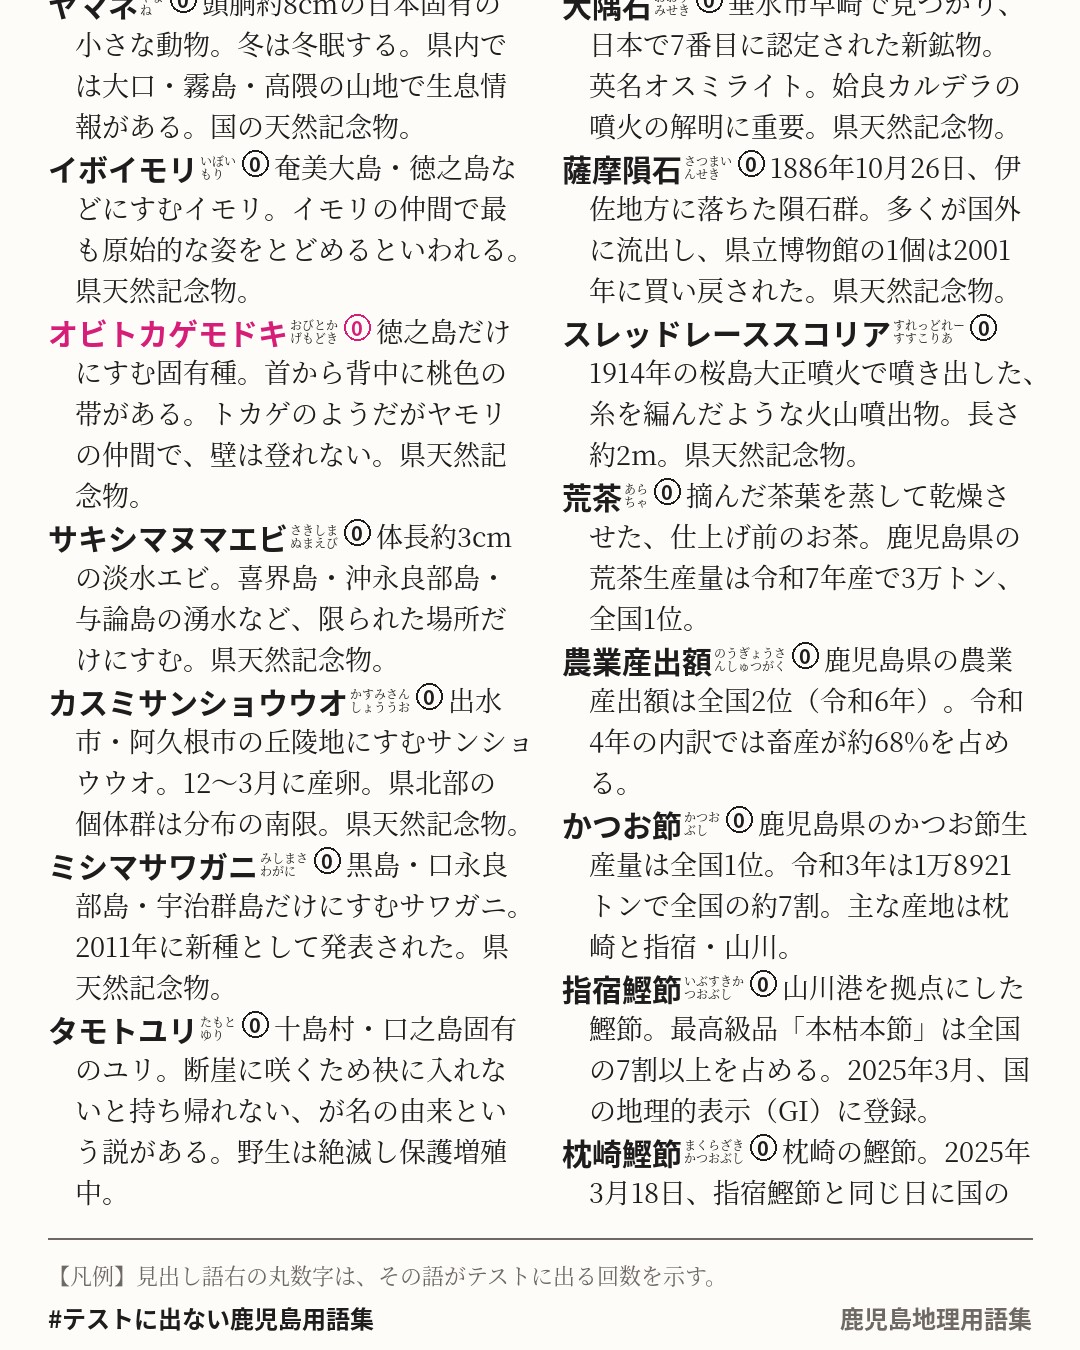 ヤマネ
やま
ね
⓪ 頭胴約8cmの日本固有の
小さな動物。冬は冬眠する。県内で
は大口・霧島・高隈の山地で生息情
報がある。国の天然記念物。
イボイモリ いぼいもり ⓪ 奄美大島・徳之島な
どにすむイモリ。イモリの仲間で最
も原始的な姿をとどめるといわれる。
県天然記念物。
オビトカゲモドキ おびとかげもどき ⓪ 徳之島だけ
にすむ固有種。首から背中に桃色の
帯がある。トカゲのようだがヤモリ
の仲間で、壁は登れない。県天然記
念物。
サキシマヌマエビ さきしまぬまえび ⓪ 体長約3cm
の淡水エビ。喜界島・沖永良部島・
与論島の湧水など、限られた場所だ
けにすむ。県天然記念物。
カスミサンショウウオ かすみさんしょううお ⓪ 出水
市・阿久根市の丘陵地にすむサンショ
ウウオ。12〜3月に産卵。県北部の
個体群は分布の南限。県天然記念物。
ミシマサワガニ みしまさわがに ⓪ 黒島・口永良
部島・宇治群島だけにすむサワガニ。
2011年に新種として発表された。県
天然記念物。
タモトユリ たもとゆり ⓪ 十島村・口之島固有
のユリ。断崖に咲くため袂に入れな
いと持ち帰れない、が名の由来とい
う説がある。野生は絶滅し保護増殖
中。
大隅石 みせき ⓪ 垂水市早崎で見つかり、
日本で7番目に認定された新鉱物。
英名オスミライト。姶良カルデラの
噴火の解明に重要。県天然記念物。
薩摩隕石 さつまいんせき ⓪ 1886年10月26日、伊
佐地方に落ちた隕石群。多くが国外
に流出し、県立博物館の1個は2001
年に買い戻された。県天然記念物。
スレッドレーススコリア すれっどれーすすこりあ ⓪
1914年の桜島大正噴火で噴き出した、
糸を編んだような火山噴出物。長さ
約2m。県天然記念物。
荒茶 あらちゃ ⓪ 摘んだ茶葉を蒸して乾燥さ
せた、仕上げ前のお茶。鹿児島県の
荒茶生産量は令和7年産で3万トン、
全国1位。
農業産出額 のうぎょうさんしゅつがく ⓪ 鹿児島県の農業
産出額は全国2位（令和6年）。令和
4年の内訳では畜産が約68%を占め
る。
かつお節 かつおぶし ⓪ 鹿児島県のかつお節生
産量は全国1位。令和3年は1万8921
トンで全国の約7割。主な産地は枕
崎と指宿・山川。
指宿鰹節 いぶすきかつおぶし ⓪ 山川港を拠点にした
鰹節。最高級品「本枯本節」は全国
の7割以上を占める。2025年3月、国
の地理的表示（GI）に登録。
枕崎鰹節 まくらざきかつおぶし ⓪ 枕崎の鰹節。2025年
3月18日、指宿鰹節と同じ日に国の
【凡例】見出し語右の丸数字は、その語がテストに出る回数を示す。
#テストに出ない鹿児島用語集
鹿児島地理用語集